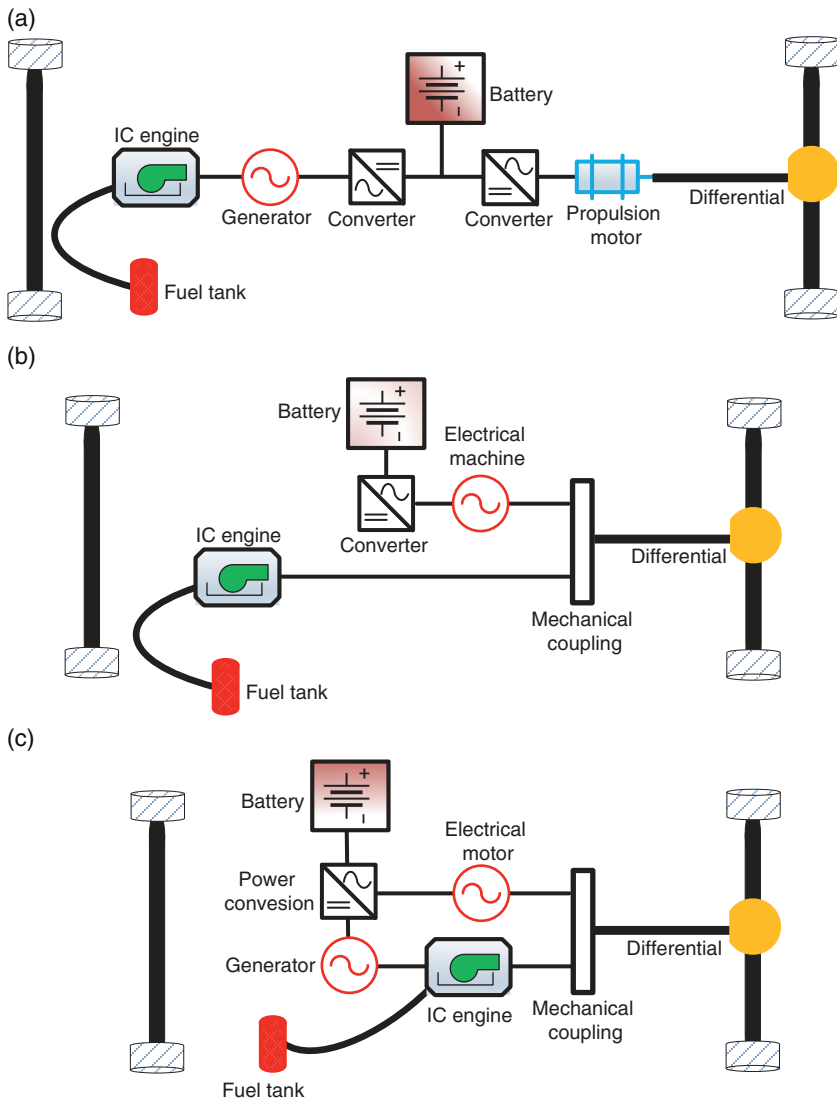 (a)
IC engine
Battery
Generator
Converter
Converter
Propulsion
motor
Differential
Fuel tank
(b)
Battery
Electrical
machine
Converter
IC engine
Differential
Mechanical
coupling
Fuel tank
(c)
Battery
Electrical
motor
Power
convesion
Generator
IC engine
Differential
Mechanical
coupling
Fuel tank